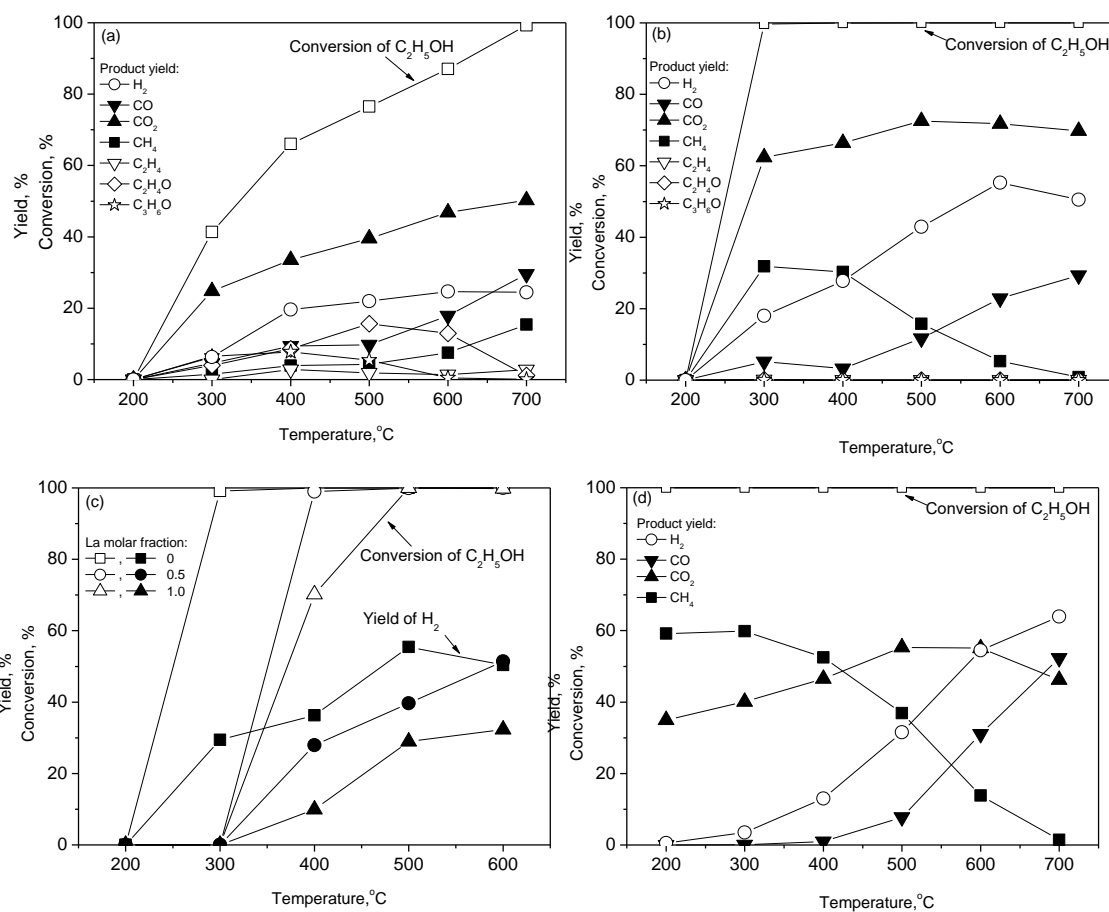 (a)
Conversion of C₂H₅OH
Product yield:
H₂
CO
CO₂
CH₄
C₂H₄
C₂H₄O
C₃H₆O
Yield, %
Conversion, %
100
80
60
40
20
0
200 300 400 500 600 700
Temperature,°C
(b)
Conversion of C₂H₅OH
Product yield:
H₂
CO
CO₂
CH₄
C₂H₄
C₂H₄O
C₃H₆O
Yield, %
Concversion, %
100
80
60
40
20
0
200 300 400 500 600 700
Temperature,°C
(c)
La molar fraction:
, 0
, 0.5
, 1.0
Conversion of C₂H₅OH
Yield of H₂
Yield, %
Concversion, %
100
80
60
40
20
0
200 300 400 500 600
Temperature,°C
(d)
Conversion of C₂H₅OH
Product yield:
H₂
CO
CO₂
CH₄
Yield, %
Concversion, %
100
80
60
40
20
0
200 300 400 500 600 700
Temperature,°C